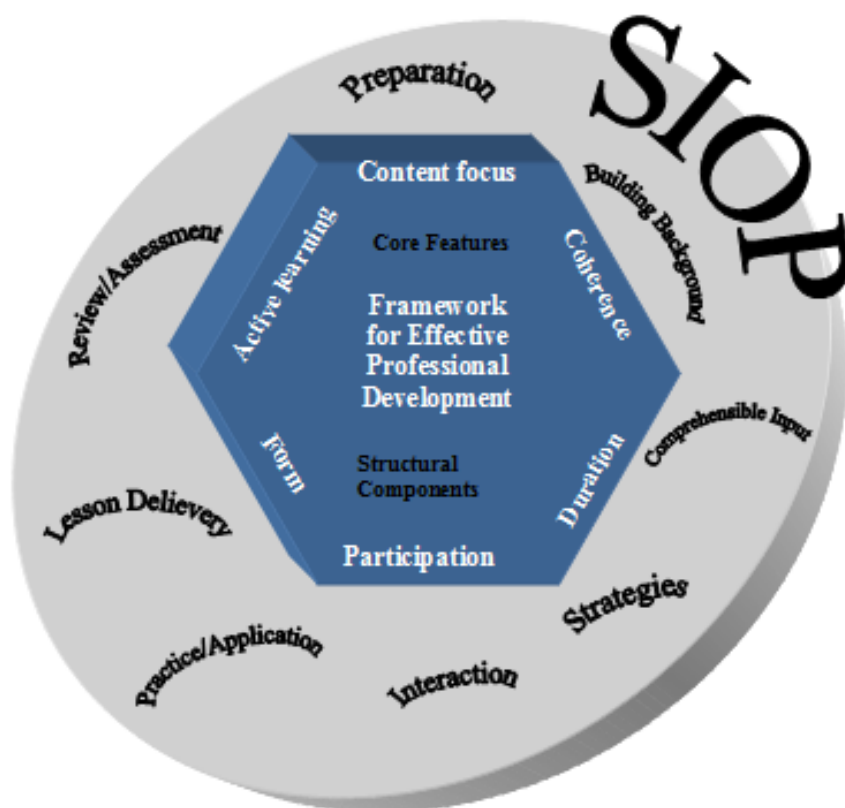 SIOP
Preparation
Building Background
Comprehensible Input
Strategies
Interaction
Practice/Application
Lesson Delievery
Review/Assessment
Content focus
Coherence
Duration
Participation
Form
Active learning
Core Features
Framework
for Effective
Professional
Development
Structural
Components